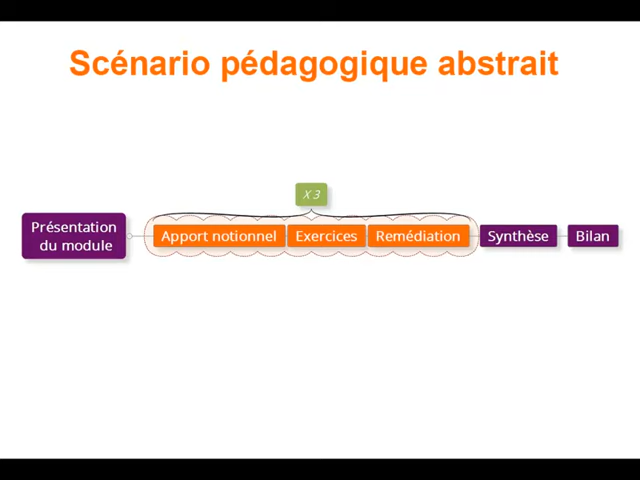 Scénario pédagogique abstrait
X 3
Présentation
du module
Apport notionnel
Exercices
Remédiation
Synthèse
Bilan